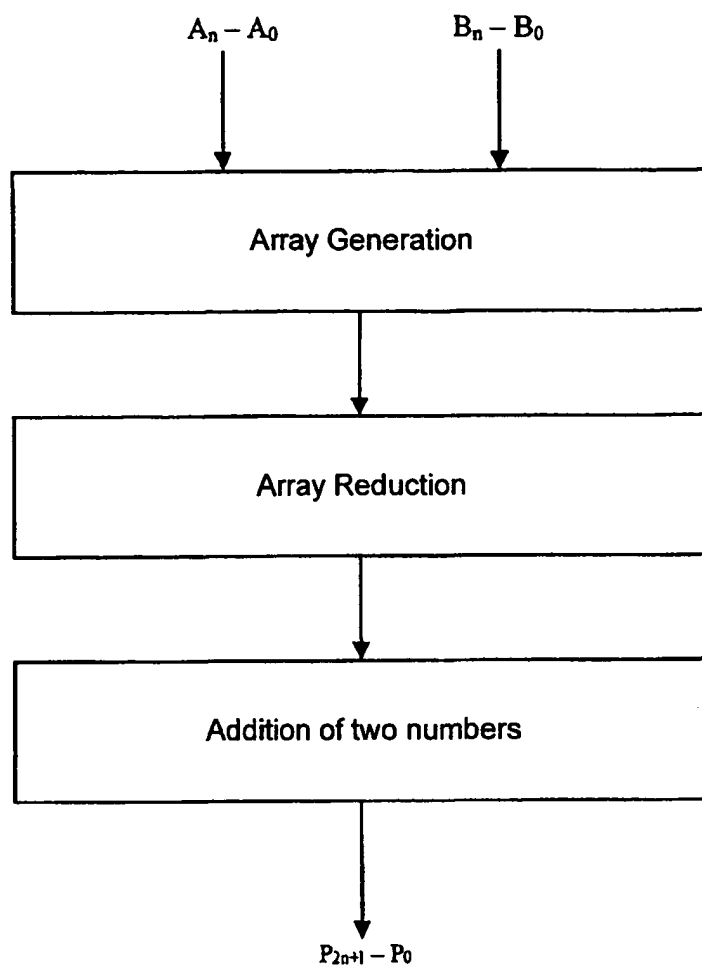 Aₙ – A₀ Bₙ – B₀
Array Generation
Array Reduction
Addition of two numbers
P₂ₙ₊₁ – P₀